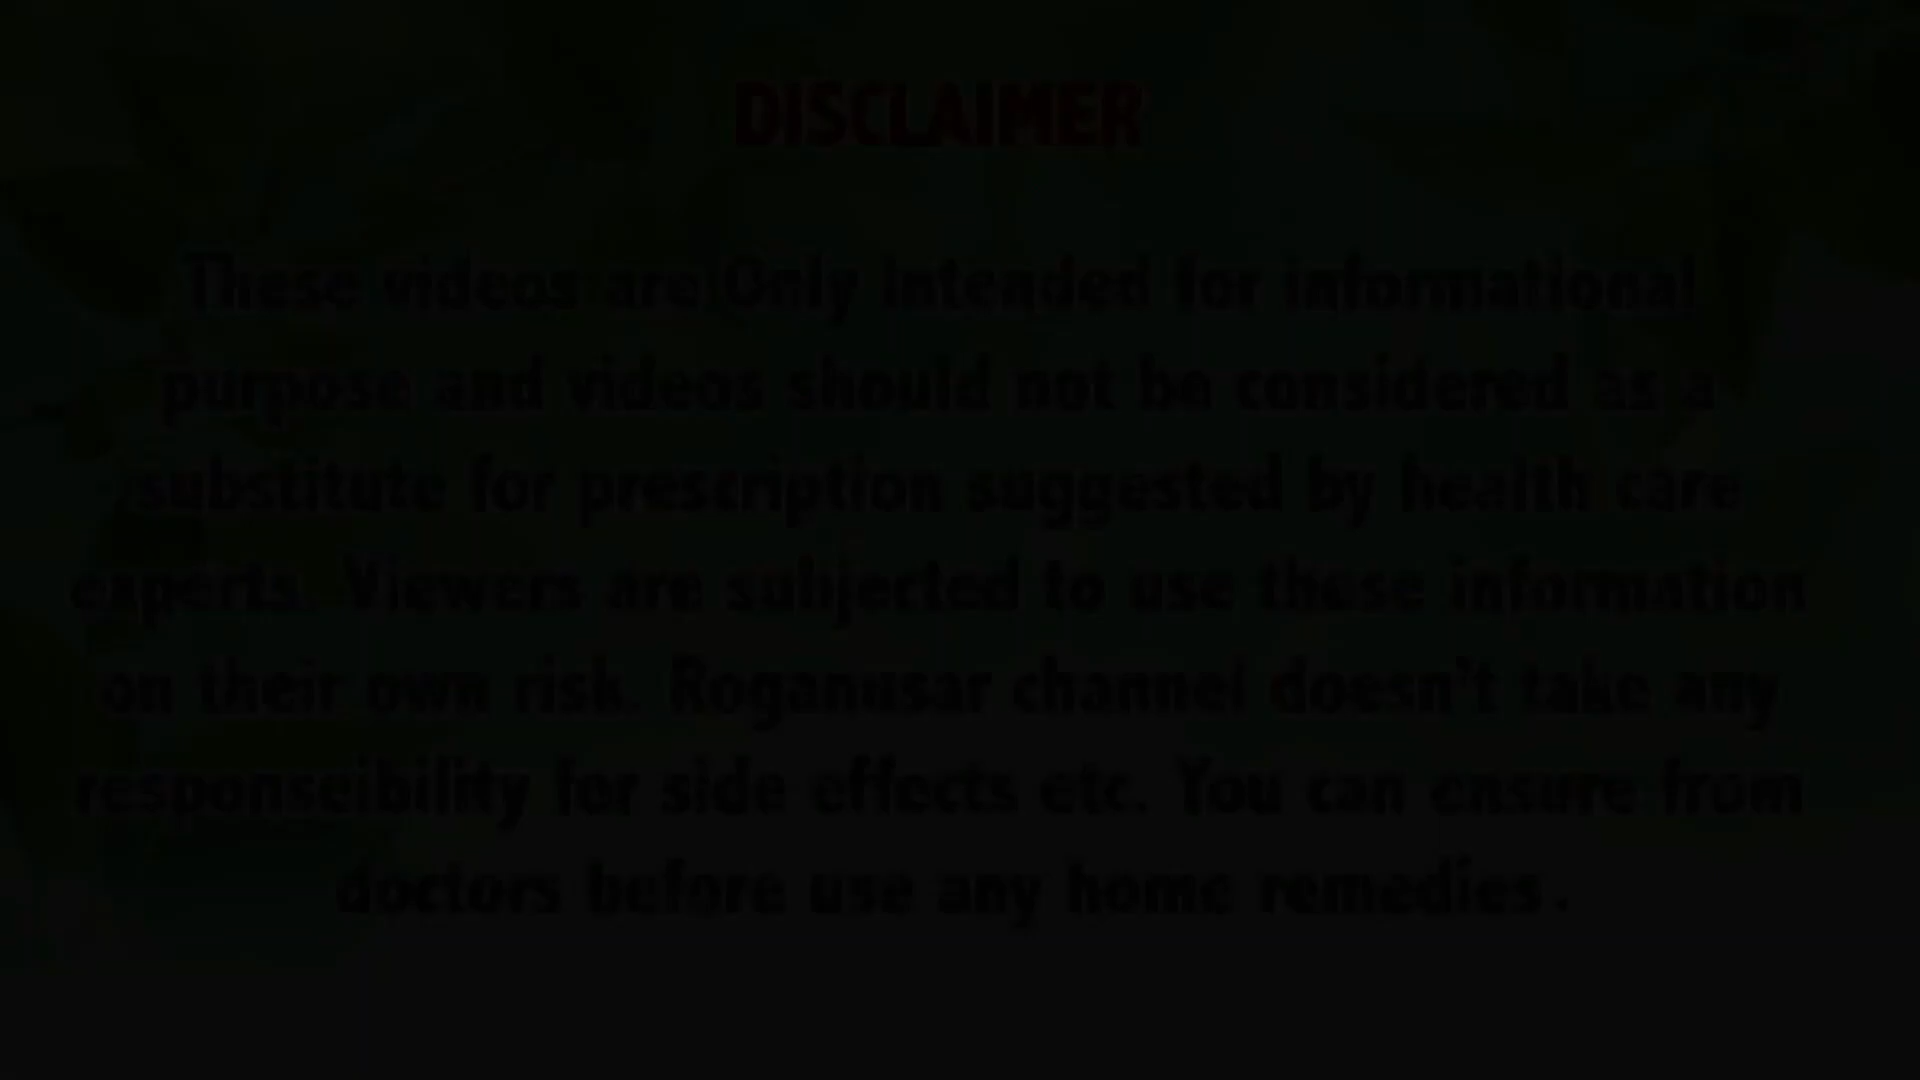 DISCLAIMER
These videos are Only intended for informational
purpose and videos should not be considered as a
substitute for prescription suggested by health care
experts. Viewers are subjected to use these information
on their own risk. Roganusar channel doesn't take any
responseibility for side effects etc. You can ensure from
doctors before use any home remedies.